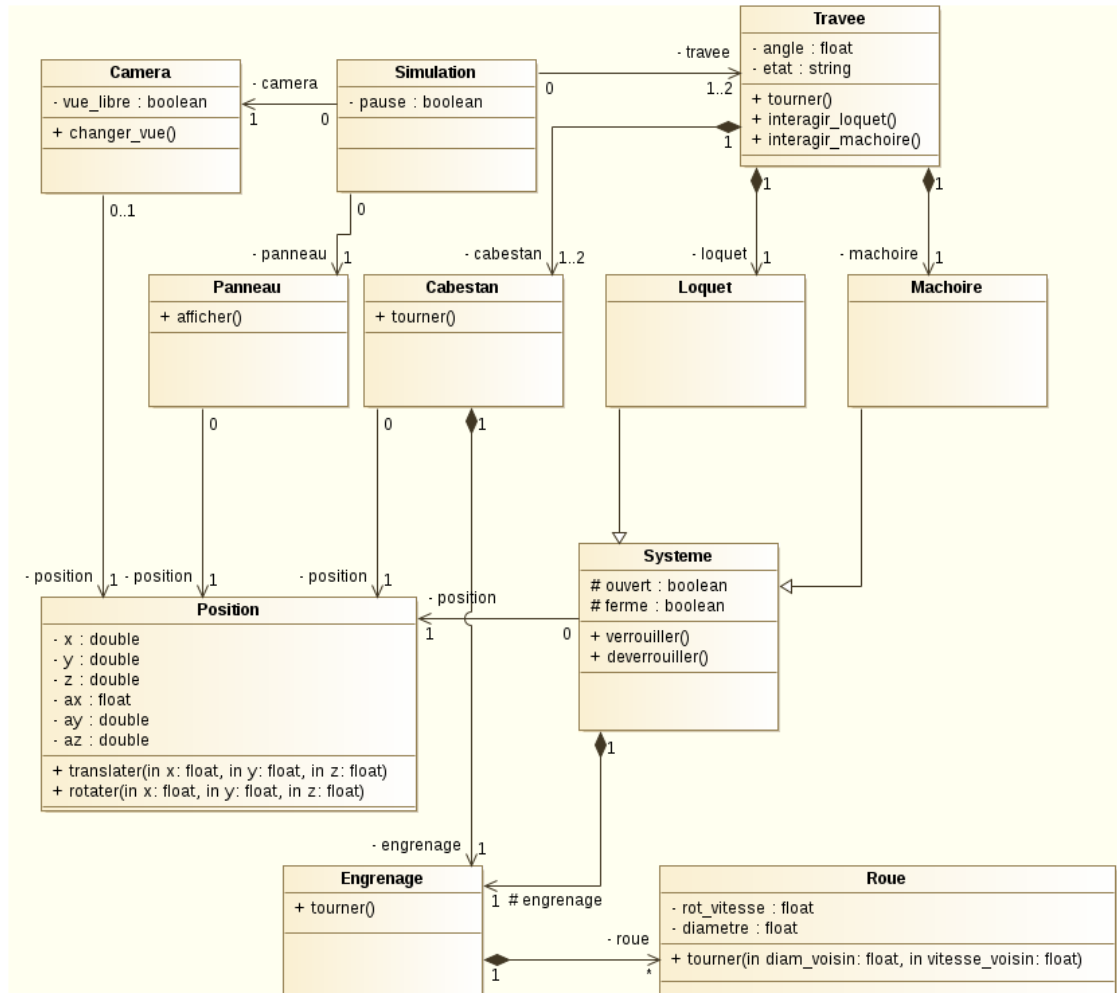 Travee
- angle : float
- etat : string
+ tourner()
+ interagir_loquet()
+ interagir_machoire()
- travee
0
1..2
1
1
1
Camera
- vue_libre : boolean
+ changer_vue()
- camera
1
0
Simulation
- pause : boolean
0..1
0
- panneau
1
- cabestan
1..2
- loquet
1
- machoire
1
Panneau
+ afficher()
Cabestan
+ tourner()
Loquet
Machoire
0
0
1
- position
1
- position
1
- position
1
- position
1
0
Systeme
# ouvert : boolean
# ferme : boolean
+ verrouiller()
+ deverrouiller()
1
Position
- x : double
- y : double
- z : double
- ax : float
- ay : double
- az : double
+ translater(in x: float, in y: float, in z: float)
+ rotater(in x: float, in y: float, in z: float)
- engrenage
1
1
# engrenage
Engrenage
+ tourner()
1
- roue
*
Roue
- rot_vitesse : float
- diametre : float
+ tourner(in diam_voisin: float, in vitesse_voisin: float)